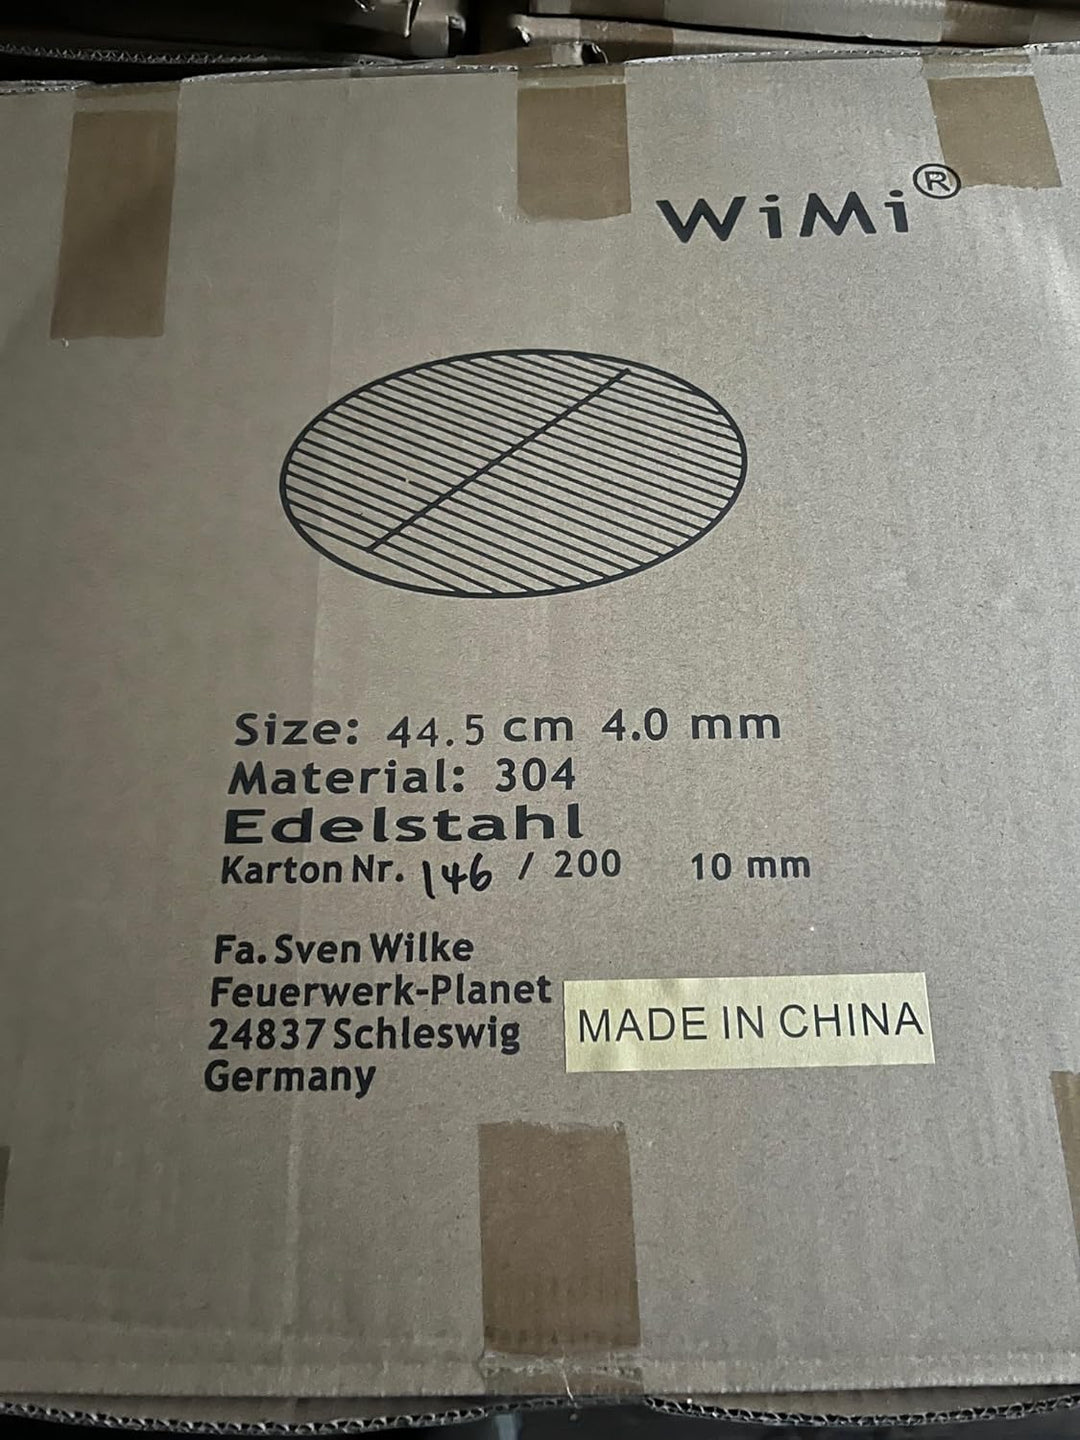 WiMi®
Size: 44.5 cm 4.0 mm
Material: 304
Edelstahl
Karton Nr. 146 / 200 10 mm
Fa. Sven Wilke
Feuerwerk-Planet
24837 Schleswig
Germany
MADE IN CHINA